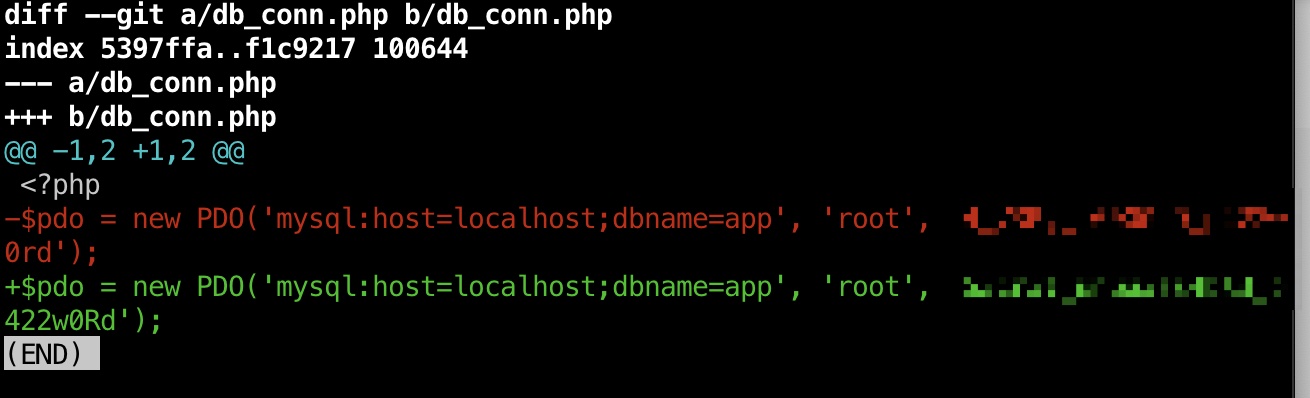 diff --git a/db_conn.php b/db_conn.php
index 5397ffa..f1c9217 100644
--- a/db_conn.php
+++ b/db_conn.php
@@ -1,2 +1,2 @@
 <?php
-$pdo = new PDO('mysql:host=localhost;dbname=app', 'root',
0rd');
+$pdo = new PDO('mysql:host=localhost;dbname=app', 'root',
422w0Rd');
(END)